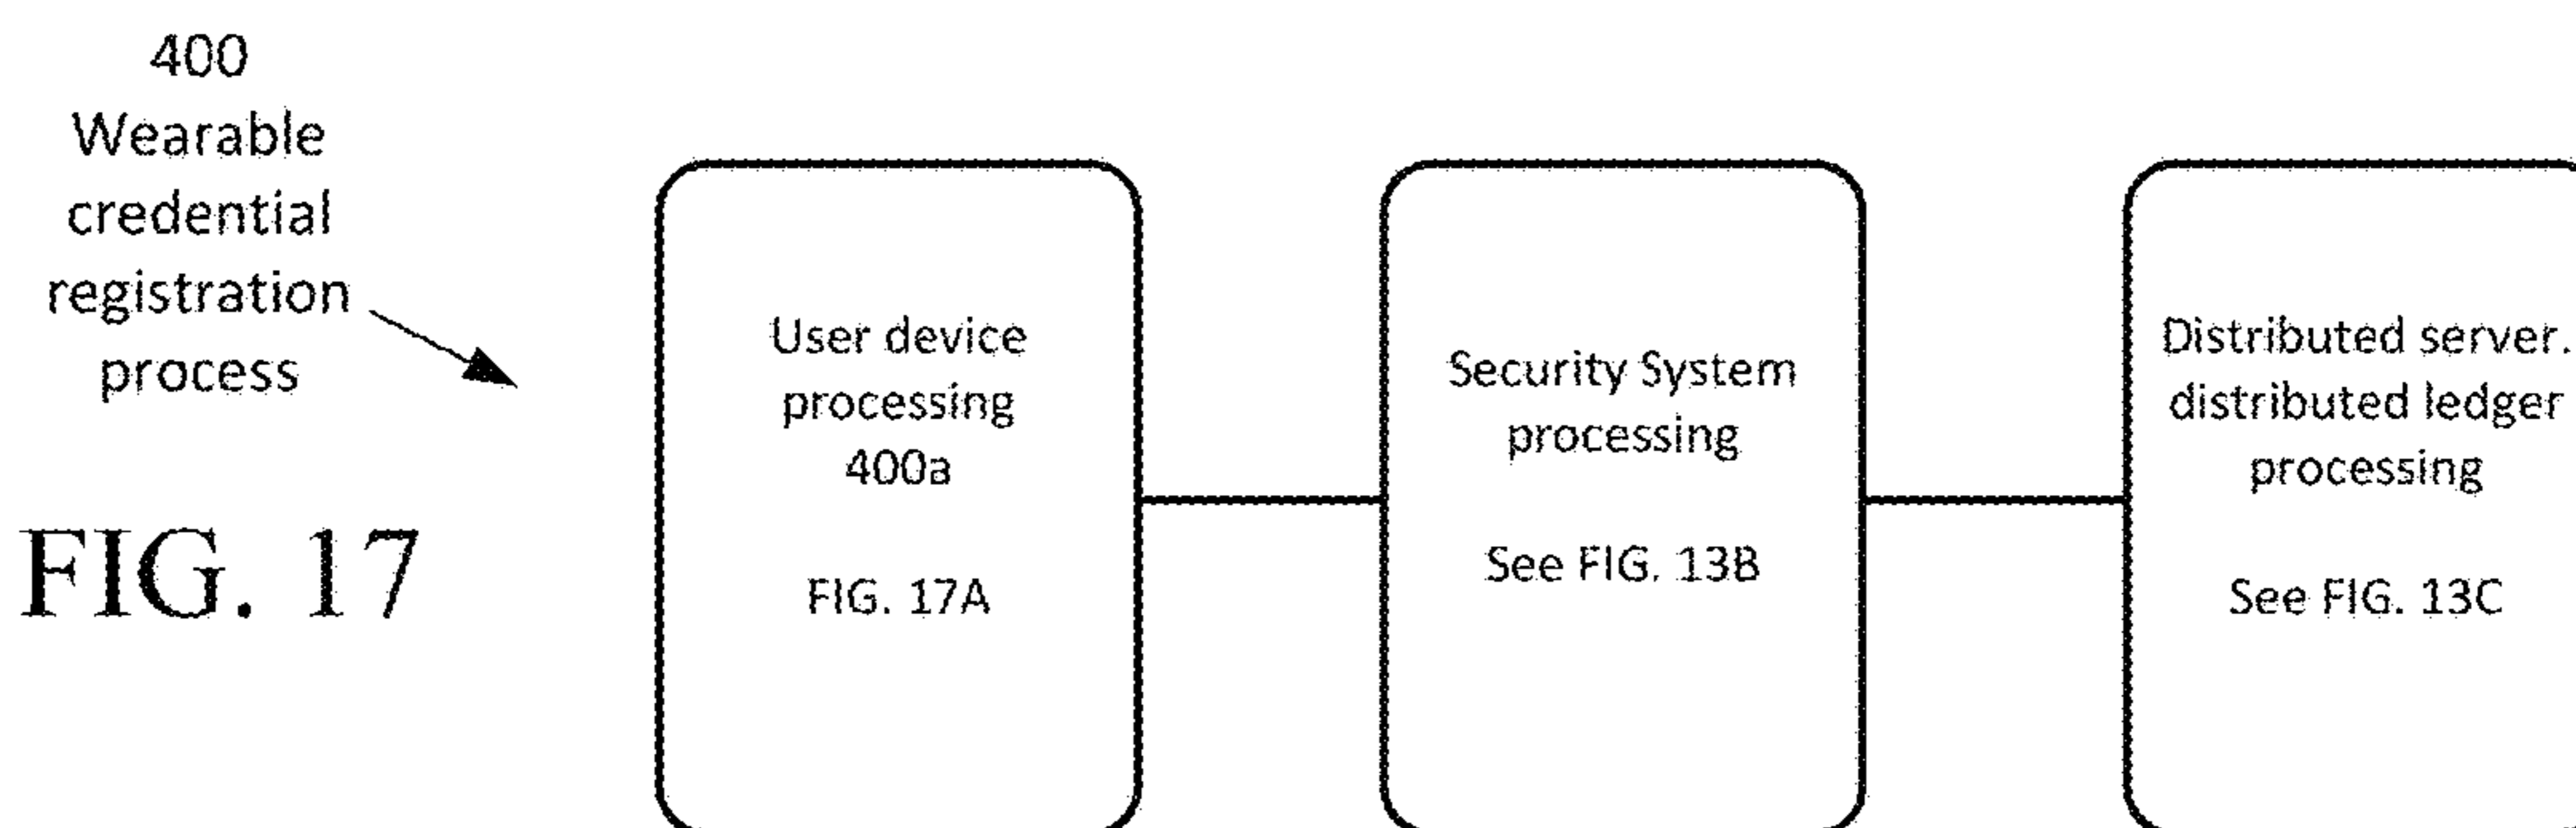 400
Wearable
credential
registration
process
FIG. 17
User device
processing
400a
FIG. 17A
Security System
processing
See FIG. 13B
Distributed server.
distributed ledger
processing
See FIG. 13C